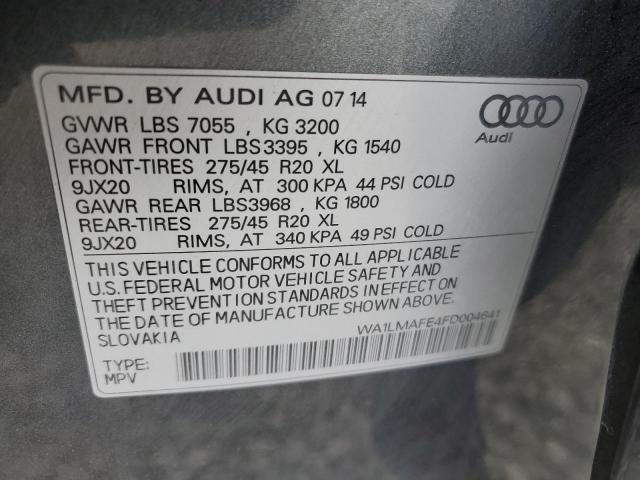 MFD. BY AUDI AG 07 14
GVWR LBS 7055 , KG 3200
GAWR FRONT LBS3395 , KG 1540
FRONT-TIRES 275/45 R20 XL
9JX20 RIMS, AT 300 KPA 44 PSI COLD
GAWR REAR LBS3968 , KG 1800
REAR-TIRES 275/45 R20 XL
9JX20 RIMS, AT 340 KPA 49 PSI COLD
THIS VEHICLE CONFORMS TO ALL APPLICABLE
U.S. FEDERAL MOTOR VEHICLE SAFETY AND
THEFT PREVENTION STANDARDS IN EFFECT ON
THE DATE OF MANUFACTURE SHOWN ABOVE.
SLOVAKIA
WA1LMAFE4FD004641
TYPE:
MPV
Audi